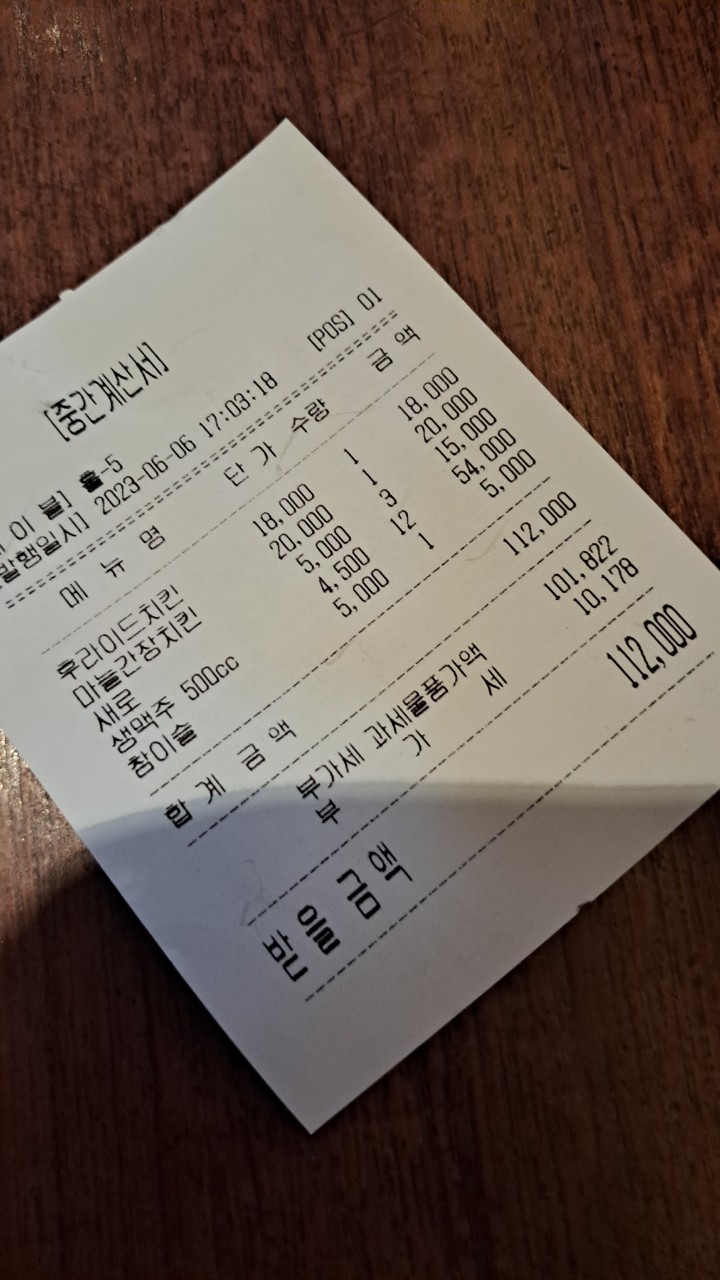 [중간계산서]
[POS] 01
이블] 홀-5
발행일시] 2023-06-06 17:03:18
메 뉴 명 단 가 수량 금 액
후라이드치킨 18,000 1 18,000
마늘간장치킨 20,000 1 20,000
새로 5,000 3 15,000
생맥주 500cc 4,500 12 54,000
참이슬 5,000 1 5,000
합 계 금 액 112,000
부가세 과세물품가액 101,822
부 가 세 10,178
받 을 금 액 112,000